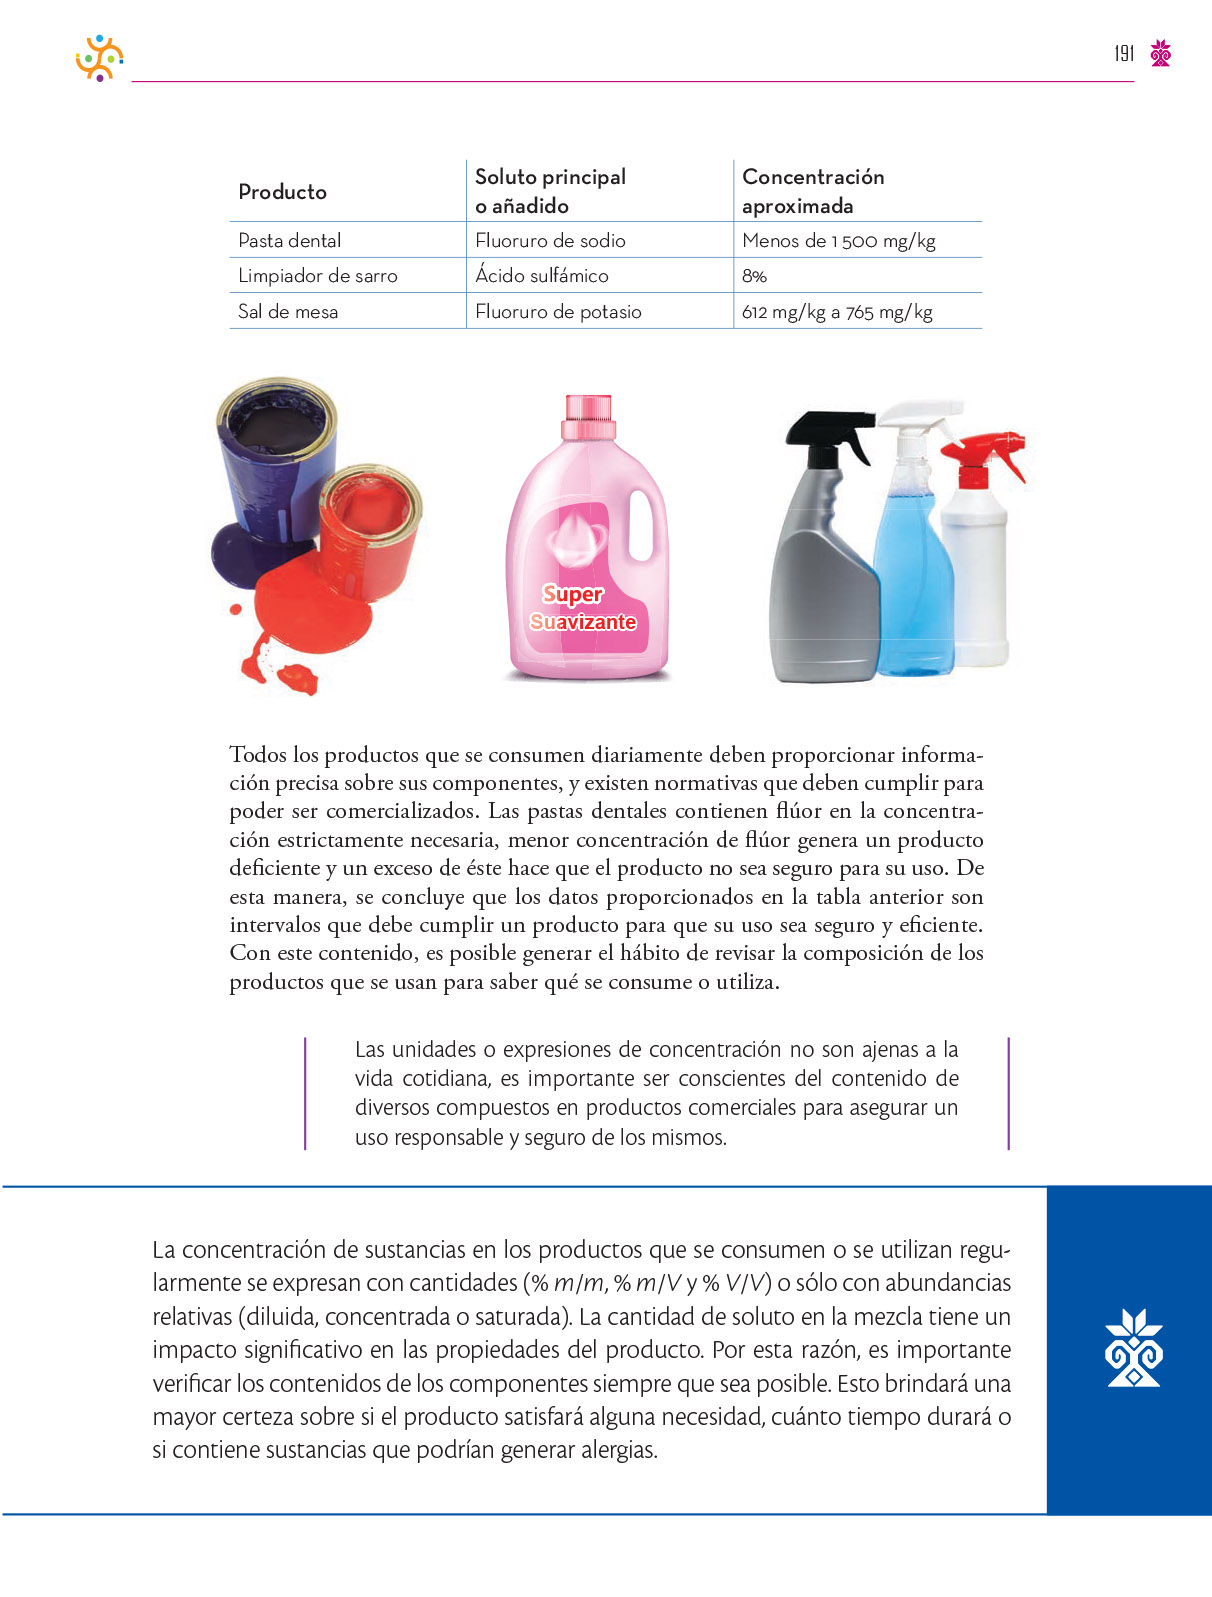 191
Producto
Soluto principal
o añadido
Concentración
aproximada
Pasta dental
Fluoruro de sodio
Menos de 1 500 mg/kg
Limpiador de sarro
Ácido sulfámico
8%
Sal de mesa
Fluoruro de potasio
612 mg/kg a 765 mg/kg
Super
Suavizante
Todos los productos que se consumen diariamente deben proporcionar informa-
ción precisa sobre sus componentes, y existen normativas que deben cumplir para
poder ser comercializados. Las pastas dentales contienen flúor en la concentra-
ción estrictamente necesaria, menor concentración de flúor genera un producto
deficiente y un exceso de éste hace que el producto no sea seguro para su uso. De
esta manera, se concluye que los datos proporcionados en la tabla anterior son
intervalos que debe cumplir un producto para que su uso sea seguro y eficiente.
Con este contenido, es posible generar el hábito de revisar la composición de los
productos que se usan para saber qué se consume o utiliza.
Las unidades o expresiones de concentración no son ajenas a la
vida cotidiana, es importante ser conscientes del contenido de
diversos compuestos en productos comerciales para asegurar un
uso responsable y seguro de los mismos.
La concentración de sustancias en los productos que se consumen o se utilizan regu-
larmente se expresan con cantidades (% m/m, % m/V y % V/V) o sólo con abundancias
relativas (diluida, concentrada o saturada). La cantidad de soluto en la mezcla tiene un
impacto significativo en las propiedades del producto. Por esta razón, es importante
verificar los contenidos de los componentes siempre que sea posible. Esto brindará una
mayor certeza sobre si el producto satisfará alguna necesidad, cuánto tiempo durará o
si contiene sustancias que podrían generar alergias.